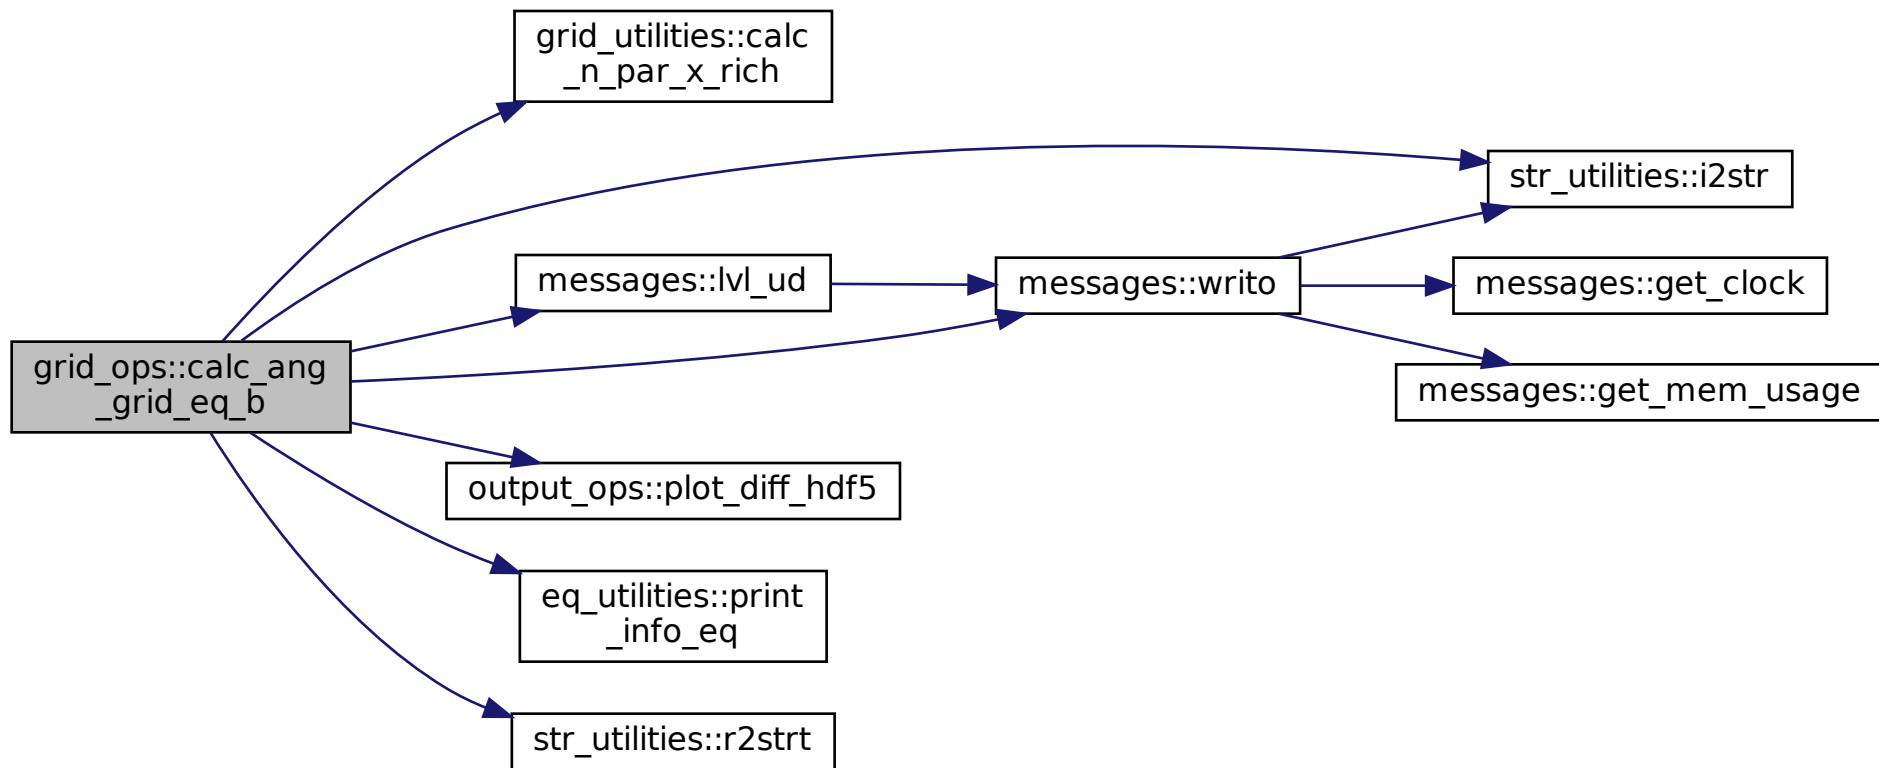 grid_utilities::calc
_n_par_x_rich
str_utilities::i2str
messages::lvl_ud
messages::writo
messages::get_clock
grid_ops::calc_ang
_grid_eq_b
messages::get_mem_usage
output_ops::plot_diff_hdf5
eq_utilities::print
_info_eq
str_utilities::r2strt